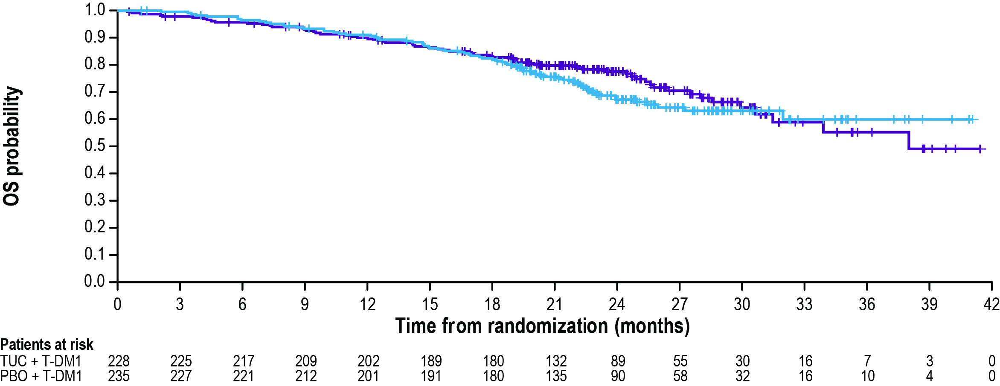 OS probability
1.0
0.9
0.8
0.7
0.6
0.5
0.4
0.3
0.2
0.1
0.0
0 3 6 9 12 15 18 21 24 27 30 33 36 39 42
Time from randomization (months)
Patients at risk
TUC + T-DM1 228 225 217 209 202 189 180 132 89 55 30 16 7 3 0
PBO + T-DM1 235 227 221 212 201 191 180 135 90 58 32 16 10 4 0